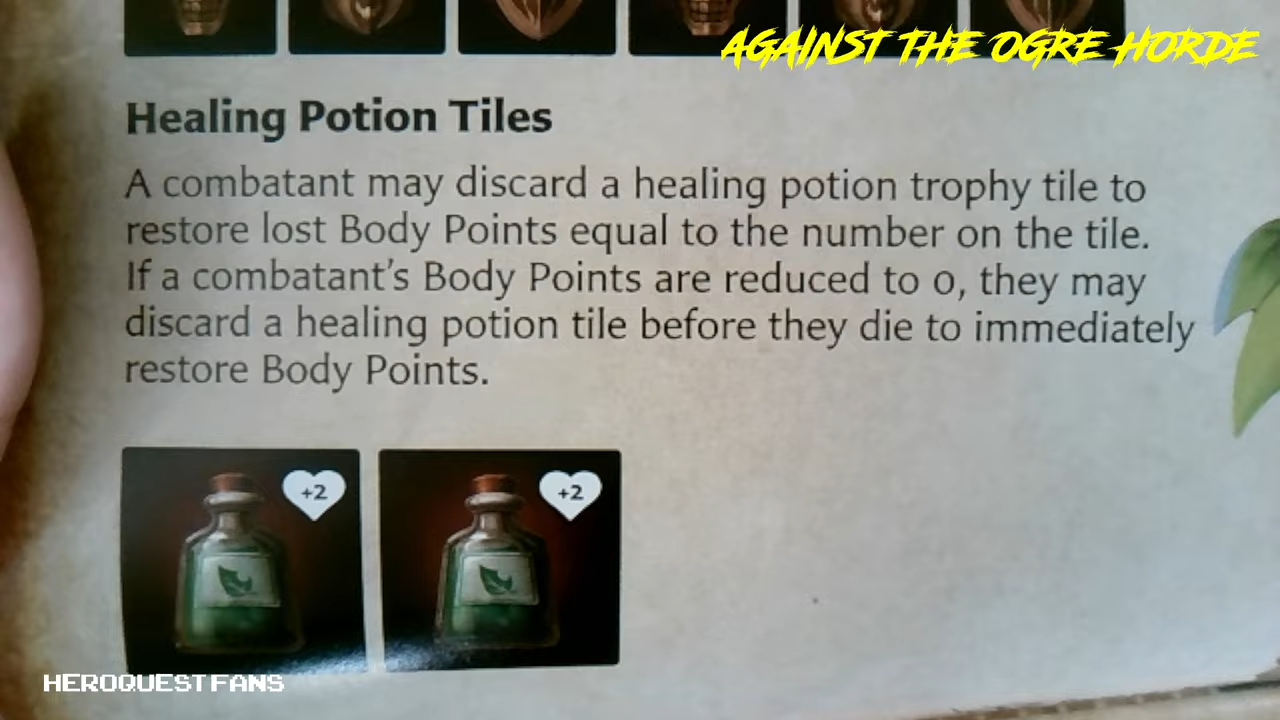 AGAINST THE OGRE HORDE
Healing Potion Tiles
A combatant may discard a healing potion trophy tile to
restore lost Body Points equal to the number on the tile.
If a combatant's Body Points are reduced to 0, they may
discard a healing potion tile before they die to immediately
restore Body Points.
+2
+2
HEROQUEST FANS